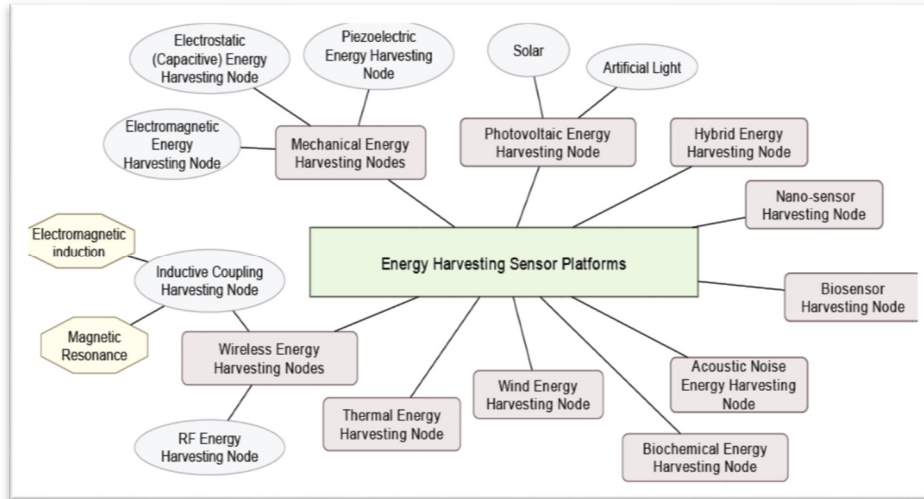 Electrostatic
(Capacitive) Energy
Harvesting Node
Piezoelectric
Energy Harvesting
Node
Solar
Artificial Light
Electromagnetic
Energy
Harvesting Node
Mechanical Energy
Harvesting Nodes
Photovoltaic Energy
Harvesting Node
Hybrid Energy
Harvesting Node
Nano-sensor
Harvesting Node
Electromagnetic
induction
Inductive Coupling
Harvesting Node
Energy Harvesting Sensor Platforms
Biosensor
Harvesting Node
Magnetic
Resonance
Wireless Energy
Harvesting Nodes
Thermal Energy
Harvesting Node
Wind Energy
Harvesting Node
Acoustic Noise
Energy Harvesting
Node
RF Energy
Harvesting Node
Biochemical Energy
Harvesting Node